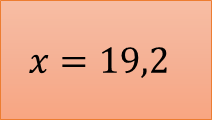 x = 19,2